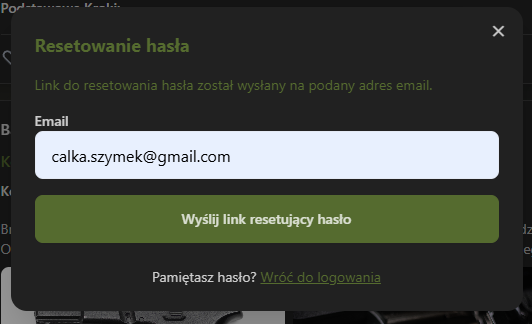 Resetowanie hasła
Link do resetowania hasła został wysłany na podany adres email.
Email
calka.szymek@gmail.com
Wyślij link resetujący hasło
Pamiętasz hasło? Wróć do logowania